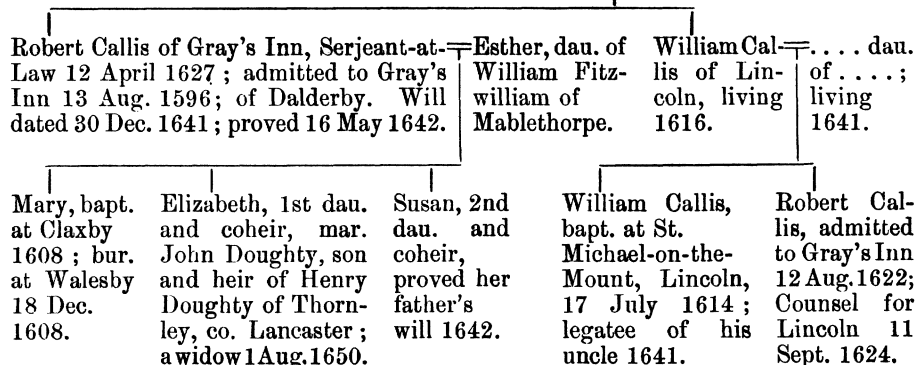 Robert Callis of Gray's Inn, Serjeant-at-
Law 12 April 1627 ; admitted to Gray's
Inn 13 Aug. 1596 ; of Dalderby. Will
dated 30 Dec. 1641 ; proved 16 May 1642.
Esther, dau. of
William Fitz-
william of
Mablethorpe.
William Cal-
lis of Lin-
coln, living
1616.
. . . . dau.
of . . . . ;
living
1641.
Mary, bapt.
at Claxby
1608 ; bur.
at Walesby
18 Dec.
1608.
Elizabeth, 1st dau.
and coheir, mar.
John Doughty, son
and heir of Henry
Doughty of Thorn-
ley, co. Lancaster ;
a widow 1 Aug. 1650.
Susan, 2nd
dau. and
coheir,
proved her
father's
will 1642.
William Callis,
bapt. at St.
Michael-on-the-
Mount, Lincoln,
17 July 1614 ;
legatee of his
uncle 1641.
Robert Cal-
lis, admitted
to Gray's Inn
12 Aug. 1622;
Counsel for
Lincoln 11
Sept. 1624.